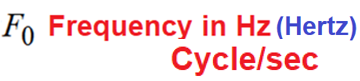 F₀ Frequency in Hz (Hertz)
Cycle/sec